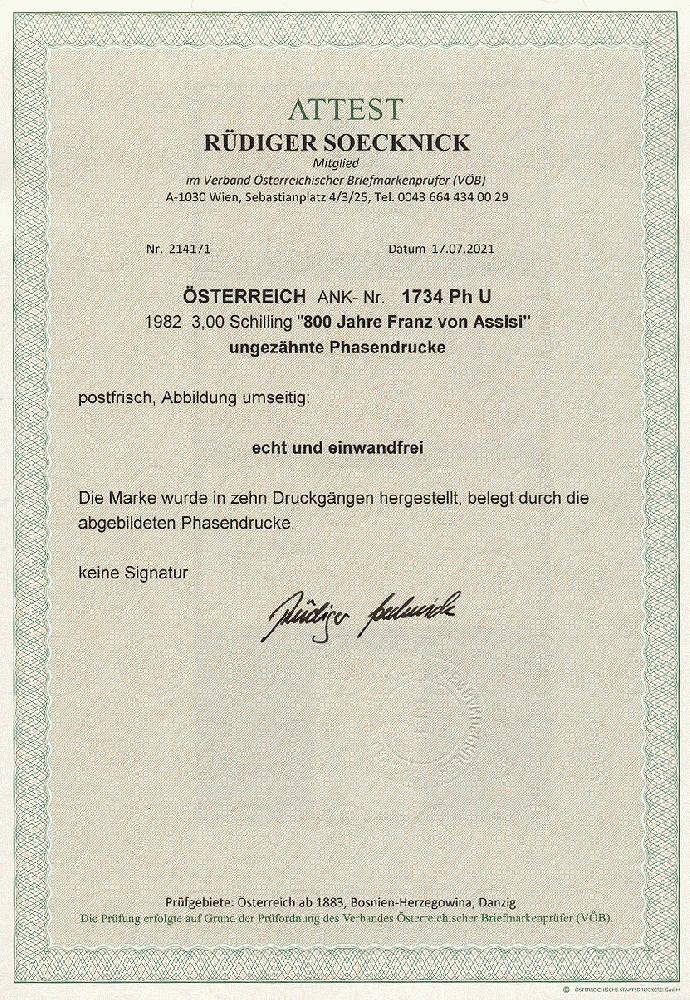 ATTEST
RÜDIGER SOECKNICK
Mitglied
im Verband Österreichischer Briefmarkenprüfer (VÖB)
A-1030 Wien, Sebastianplatz 4/3/25, Tel. 0043 664 434 00 29
Nr. 214171 Datum 17.07.2021
ÖSTERREICH ANK- Nr. 1734 Ph U
1982 3,00 Schilling "800 Jahre Franz von Assisi"
ungezähnte Phasendrucke
postfrisch, Abbildung umseitig:
echt und einwandfrei
Die Marke wurde in zehn Druckgängen hergestellt, belegt durch die
abgebildeten Phasendrucke.
keine Signatur
Rüdiger Soecknick
Prüfgebiete: Österreich ab 1883, Bosnien-Herzegowina, Danzig
Die Prüfung erfolgte auf Grund der Prüfordnung des Verbandes Österreichischer Briefmarkenprüfer (VÖB).
© ÖSTERREICHISCHE STAATSDRUCKEREI GmbH